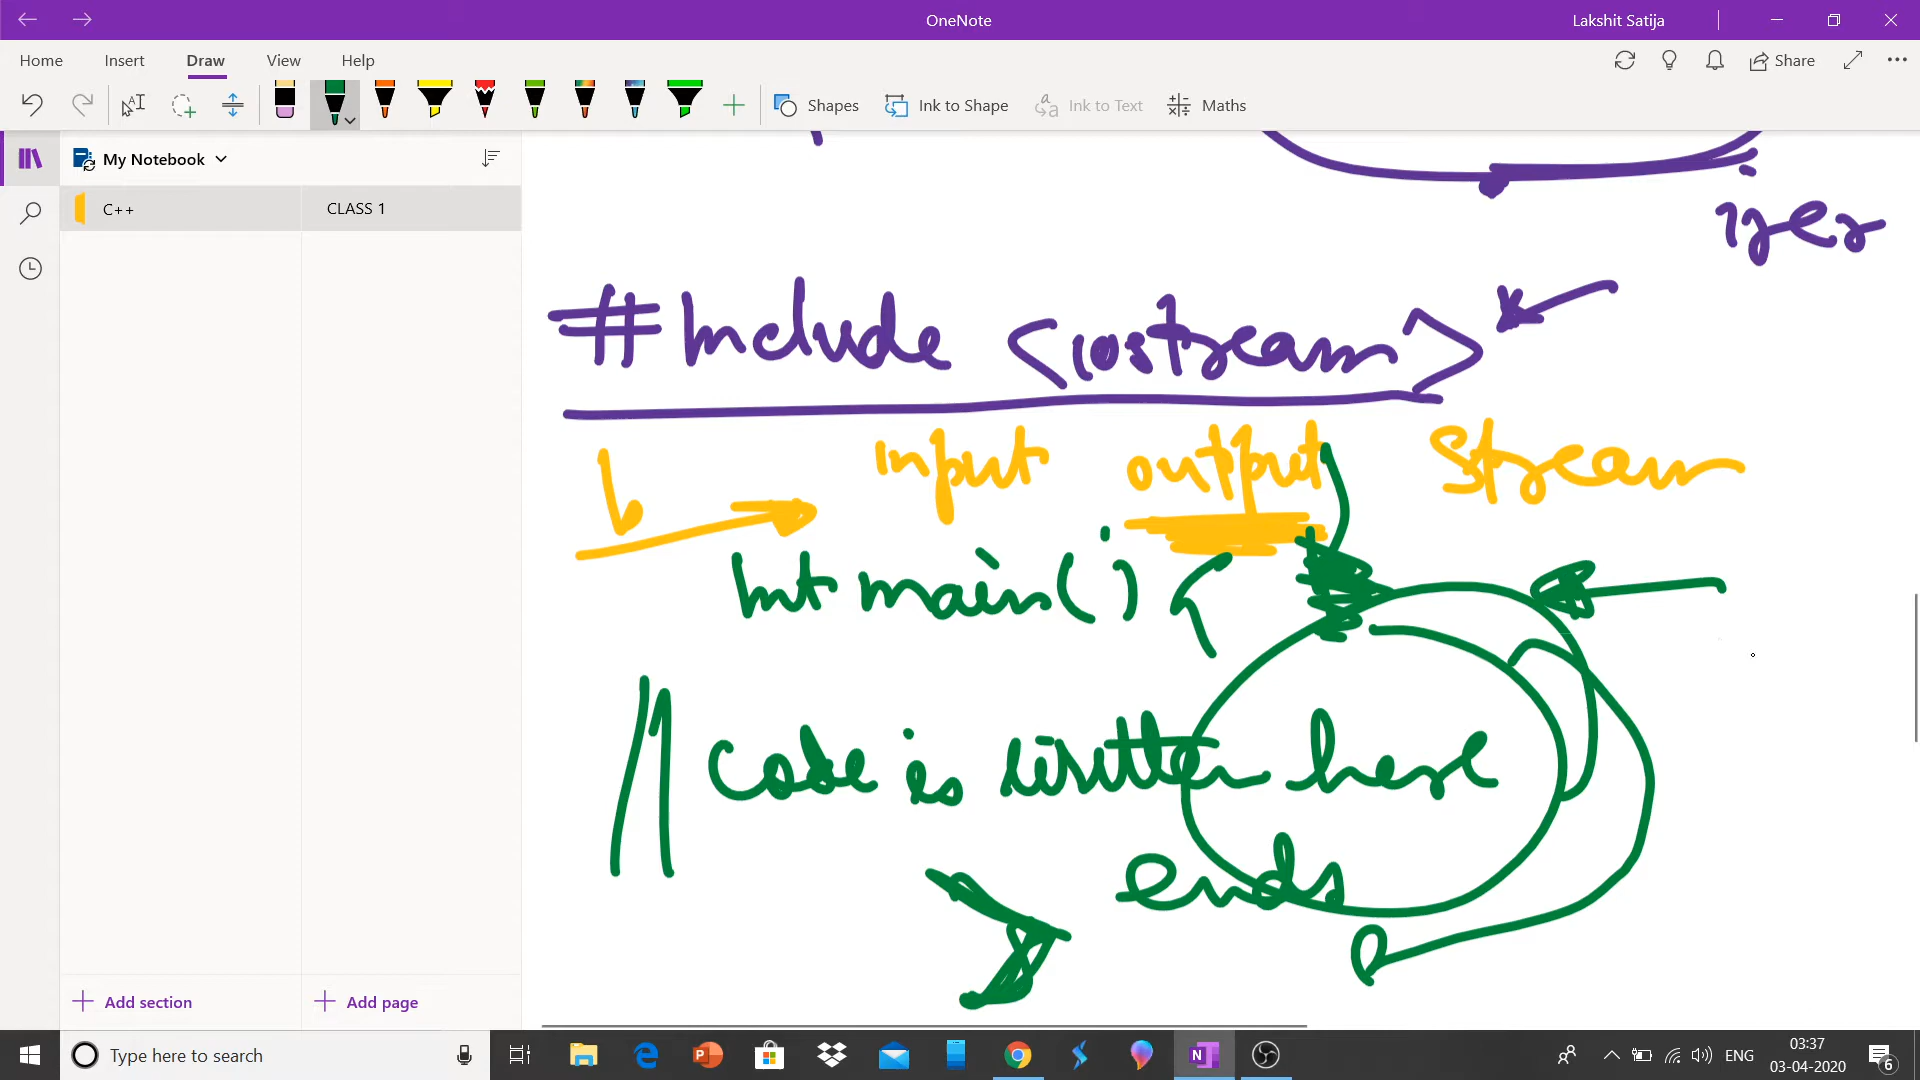 OneNote
Lakshit Satija
Home Insert Draw View Help
Share
Shapes Ink to Shape Ink to Text Maths
My Notebook
C++
CLASS 1
#Include <iostream>
input output stream
Int main() {
// code is written here
ends
}
Add section
Add page
Type here to search
ENG
03:37
03-04-2020
6